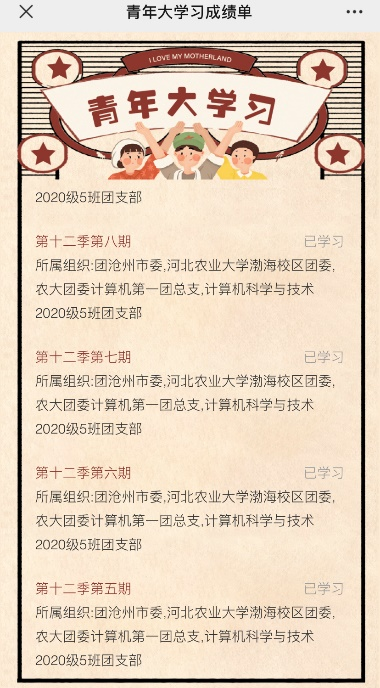 青年大学习成绩单
I LOVE MY MOTHERLAND
青年大学习
2020级5班团支部
第十二季第八期 已学习
所属组织:团沧州市委,河北农业大学渤海校区团委,
农大团委计算机第一团总支,计算机科学与技术
2020级5班团支部
第十二季第七期 已学习
所属组织:团沧州市委,河北农业大学渤海校区团委,
农大团委计算机第一团总支,计算机科学与技术
2020级5班团支部
第十二季第六期 已学习
所属组织:团沧州市委,河北农业大学渤海校区团委,
农大团委计算机第一团总支,计算机科学与技术
2020级5班团支部
第十二季第五期 已学习
所属组织:团沧州市委,河北农业大学渤海校区团委,
农大团委计算机第一团总支,计算机科学与技术
2020级5班团支部